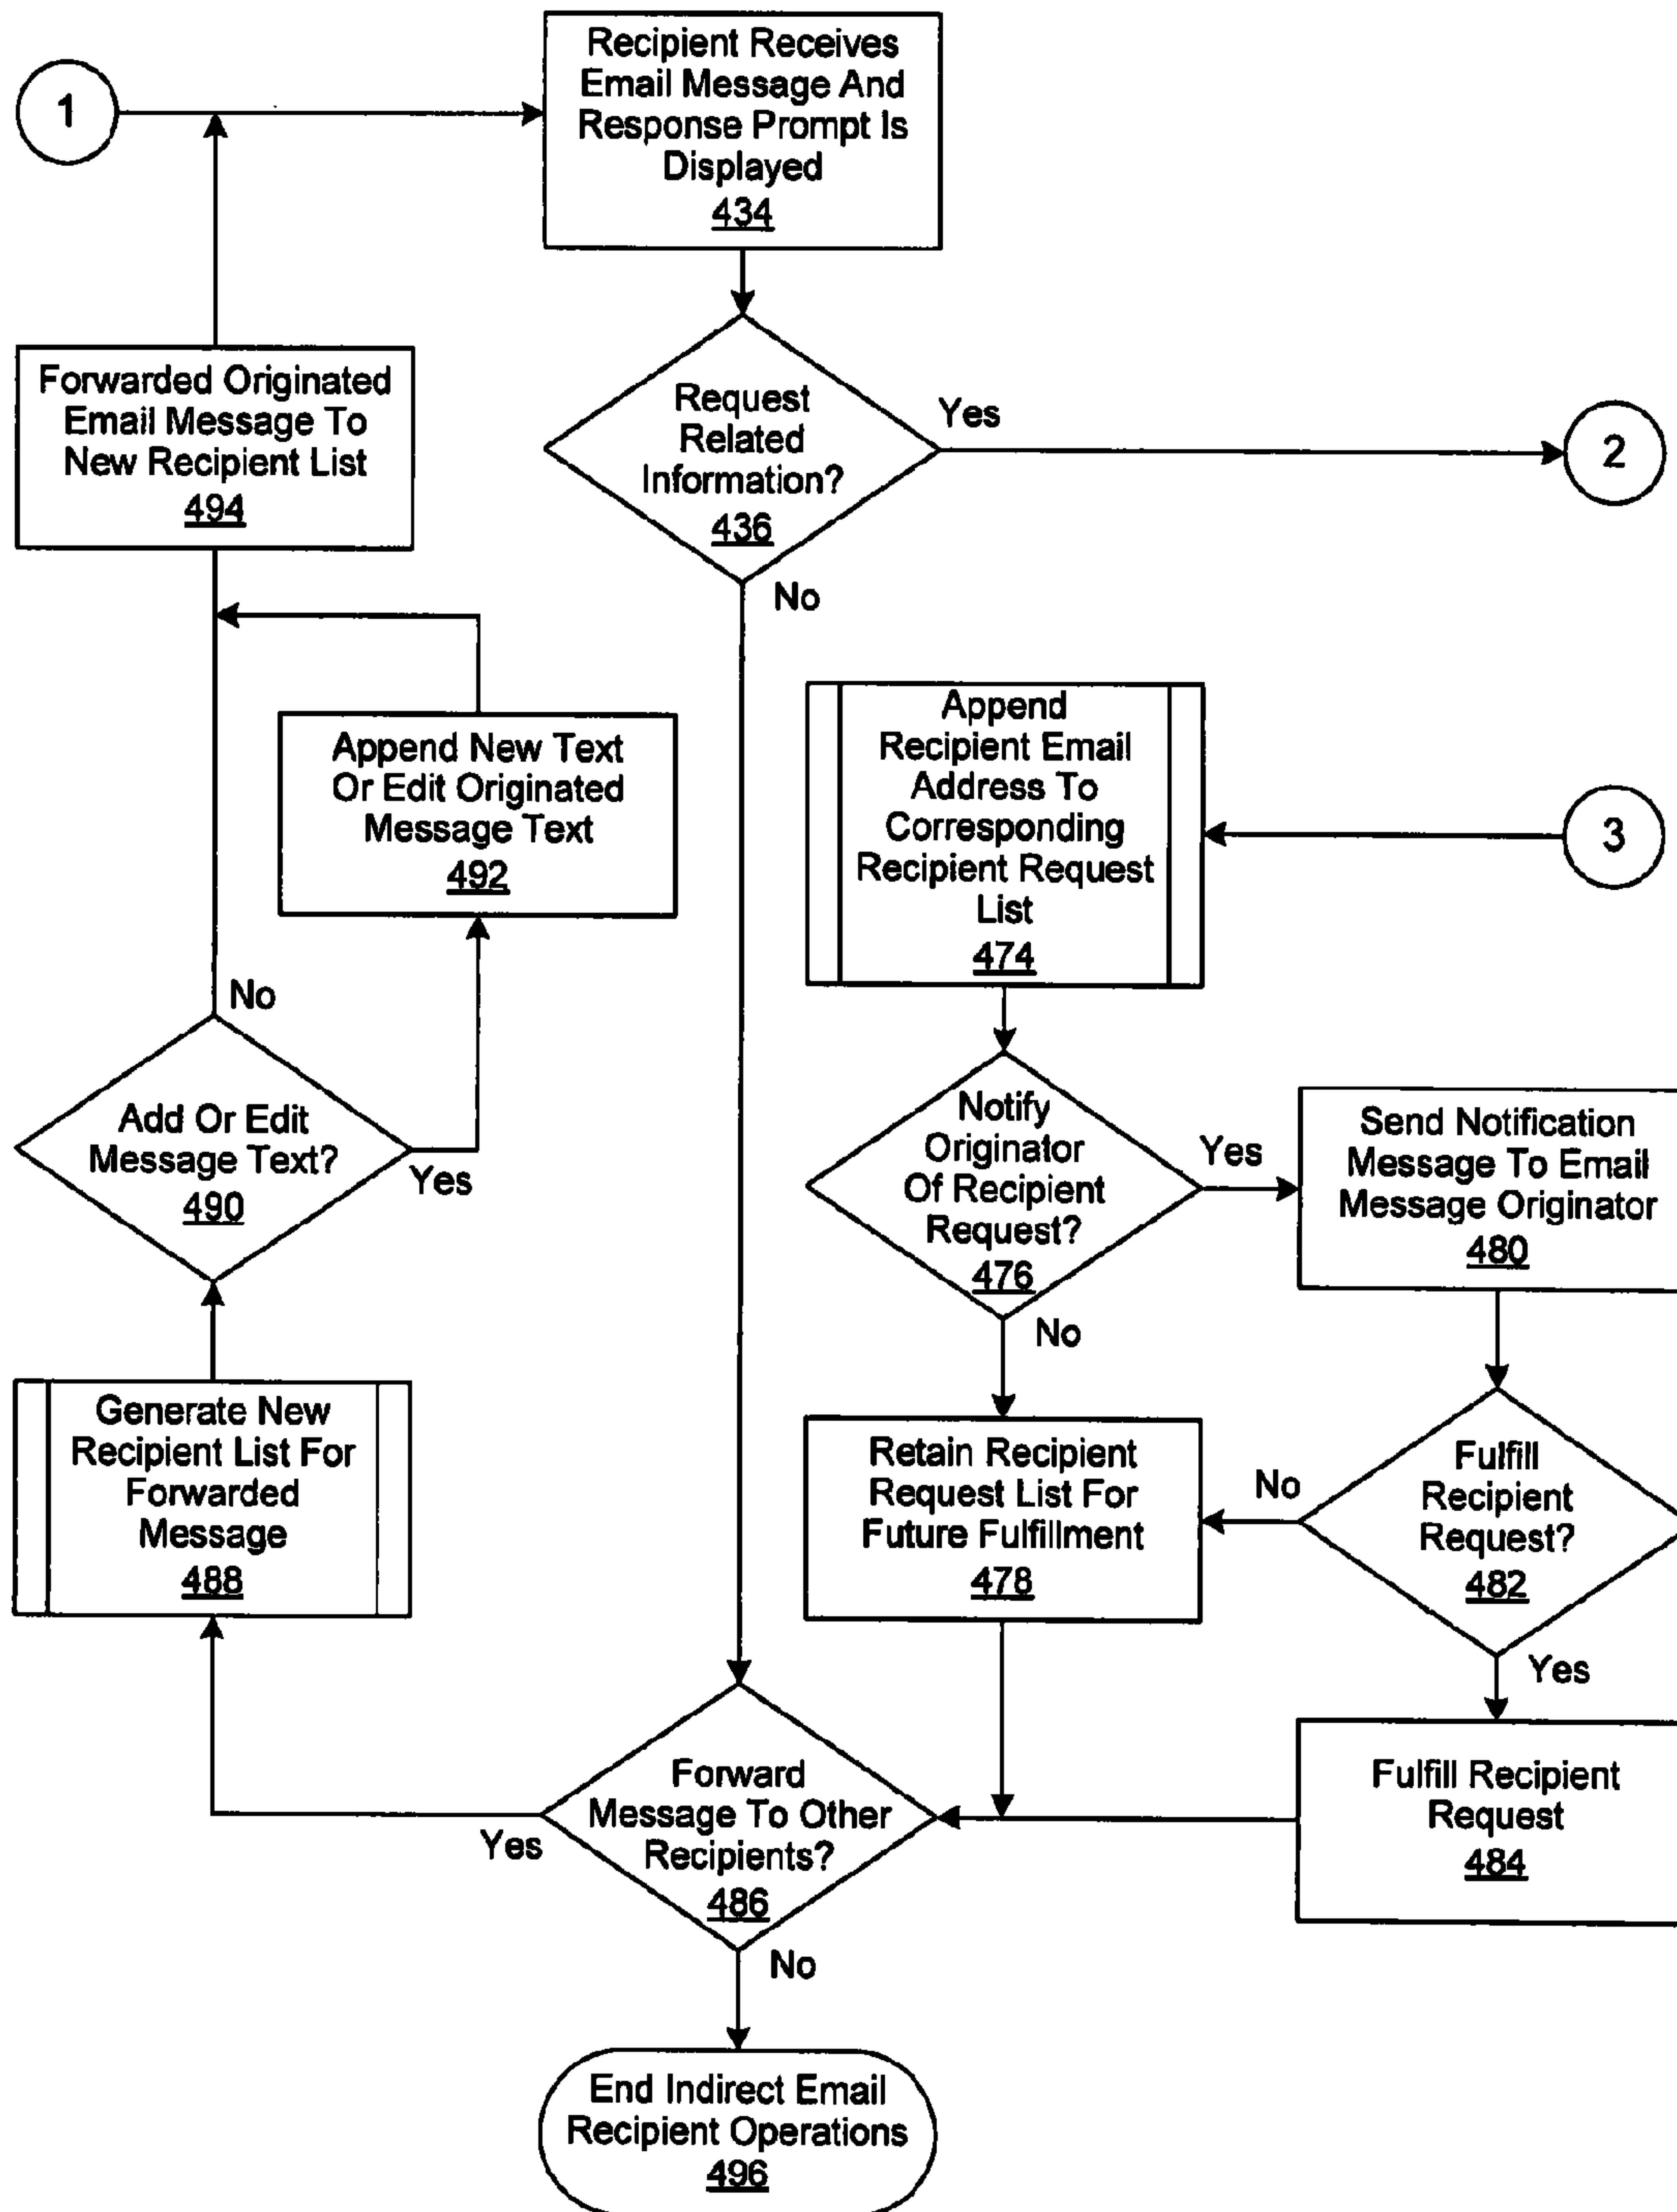 1
Recipient Receives
Email Message And
Response Prompt Is
Displayed
434
Forwarded Originated
Email Message To
New Recipient List
494
Request
Related
Information?
436
Yes
2
No
Append New Text
Or Edit Originated
Message Text
492
Append
Recipient Email
Address To
Corresponding
Recipient Request
List
474
3
No
Add Or Edit
Message Text?
490
Yes
Notify
Originator
Of Recipient
Request?
476
Yes
Send Notification
Message To Email
Message Originator
480
No
Generate New
Recipient List For
Forwarded
Message
488
Retain Recipient
Request List For
Future Fulfillment
478
No
Fulfill
Recipient
Request?
482
Yes
Forward
Message To Other
Recipients?
486
Yes
Fulfill Recipient
Request
484
No
End Indirect Email
Recipient Operations
496